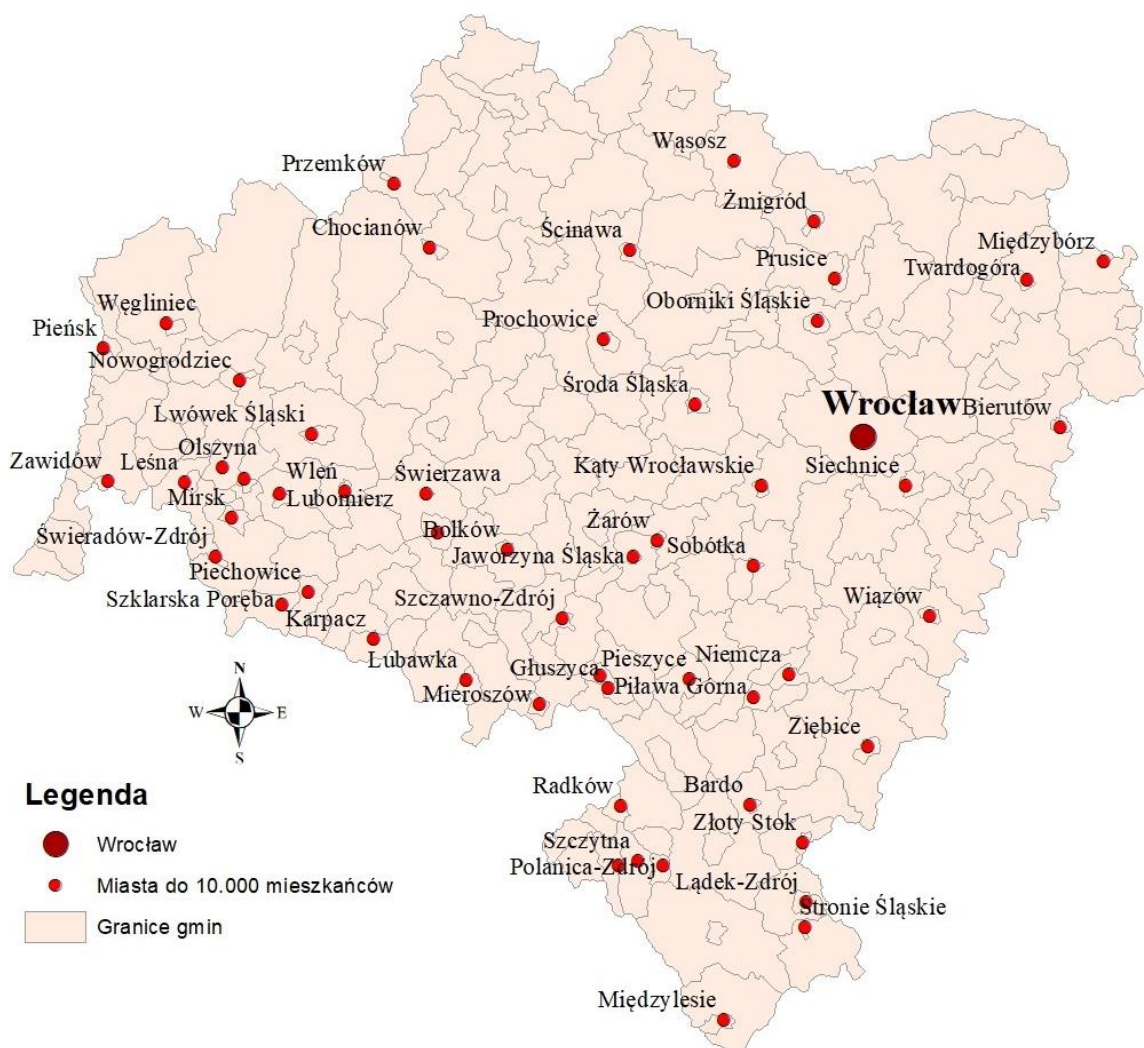 Wąsosz
Przemków
Żmigród
Chocianów
Ścinawa
Międzybórz
Prusice
Twardogóra
Oborniki Śląskie
Węgliniec
Prochowice
Pieńsk
Nowogrodziec
Środa Śląska
Wrocław
Bierutów
Lwówek Śląski
Olszyna
Zawidów
Leśna
Wleń
Świerzawa
Kąty Wrocławskie
Siechnice
Mirsk
Lubomierz
Bolków
Żarów
Świeradów-Zdrój
Jaworzyna Śląska
Sobótka
Piechowice
Szklarska Poręba
Szczawno-Zdrój
Wiązów
Karpacz
Lubawka
Głuszyca
Pieszyce
Niemcza
N
Mieroszów
Piława Górna
W
E
S
Ziębice
Legenda
Radków
Bardo
Złoty Stok
Wrocław
Szczytna
Polanica-Zdrój
Lądek-Zdrój
Miasta do 10.000 mieszkańców
Stronie Śląskie
Granice gmin
Międzylesie